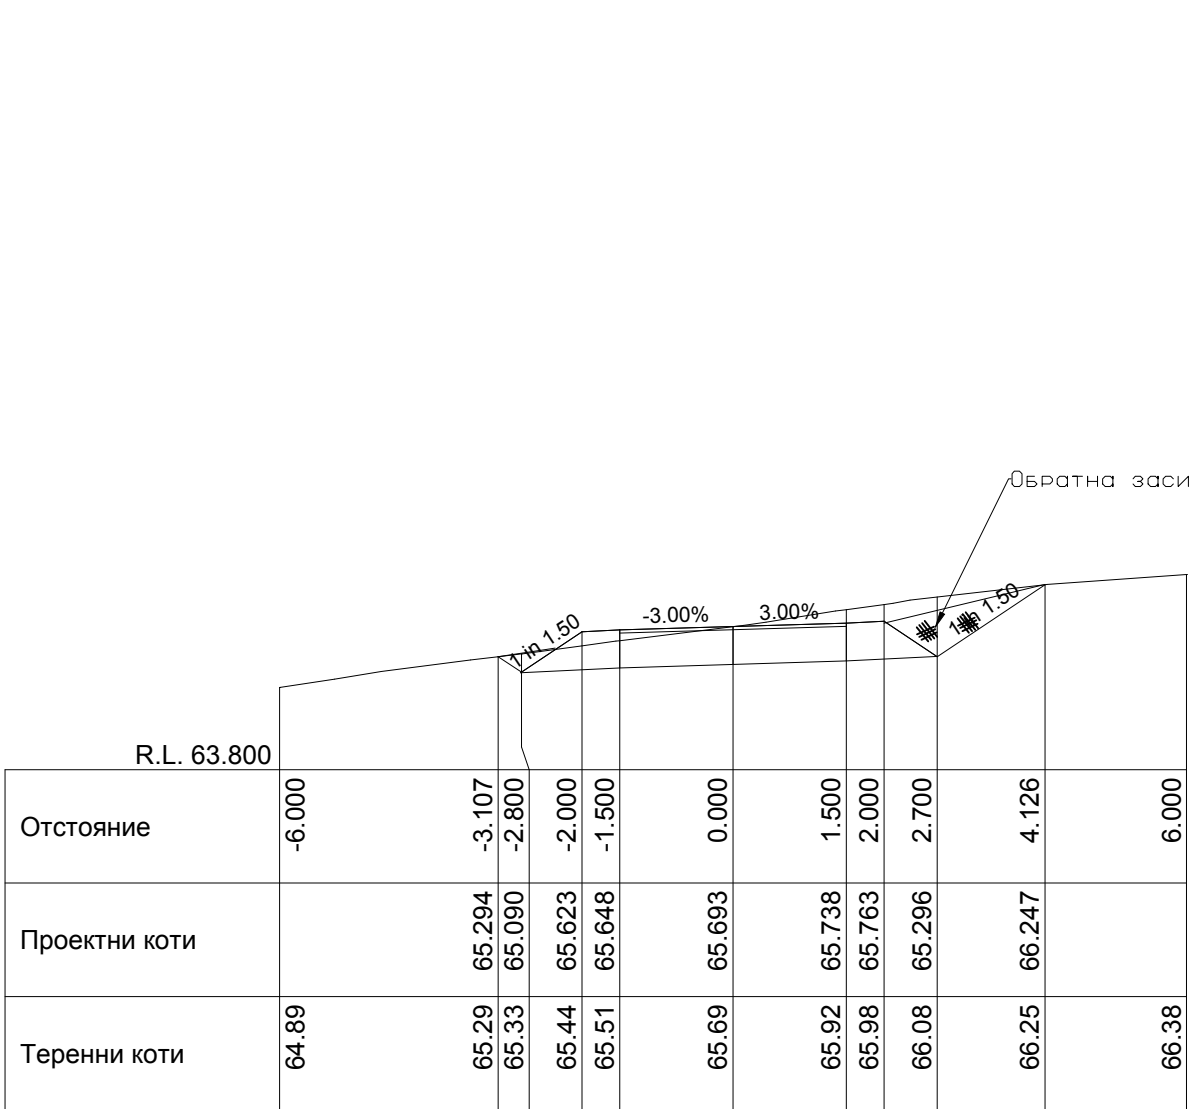 Обратна заси
-3.00%
3.00%
1 in 1.50
1 in 1.50
R.L. 63.800
Отстояние -6.000 -3.107 -2.800 -2.000 -1.500 0.000 1.500 2.000 2.700 4.126 6.000
Проектни коти 65.294 65.090 65.623 65.648 65.693 65.738 65.763 65.296 66.247
Теренни коти 64.89 65.29 65.33 65.44 65.51 65.69 65.92 65.98 66.08 66.25 66.38